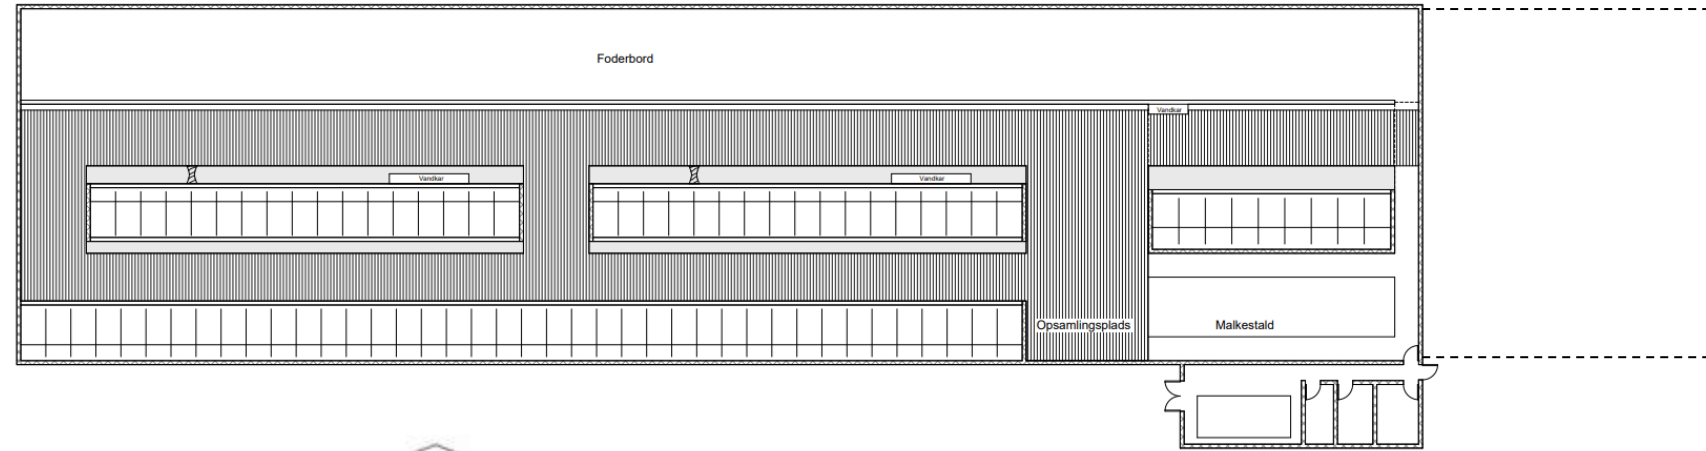 Foderbord
Vandkar
Vandkar
Vandkar
Opsamlingsplads
Malkestald